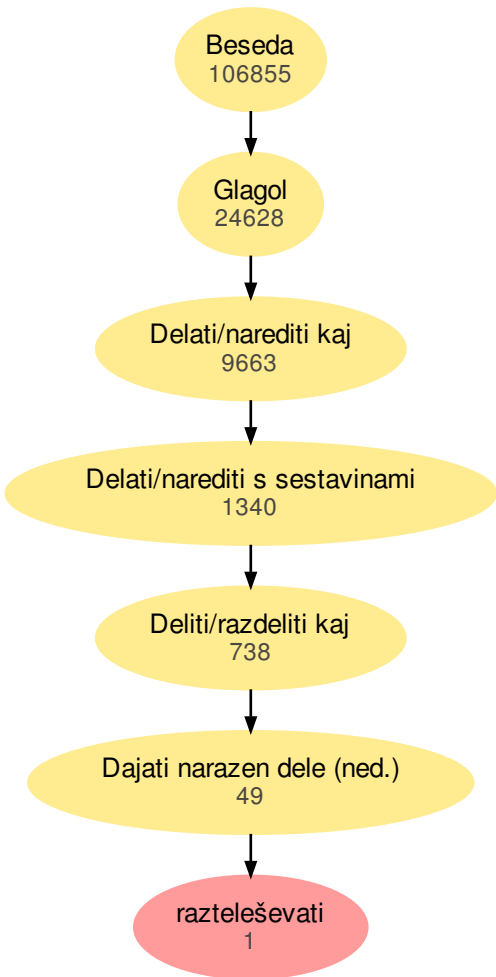 Beseda
106855
Glagol
24628
Delati/narediti kaj
9663
Delati/narediti s sestavinami
1340
Deliti/razdeliti kaj
738
Dajati narazen dele (ned.)
49
razteleševati
1